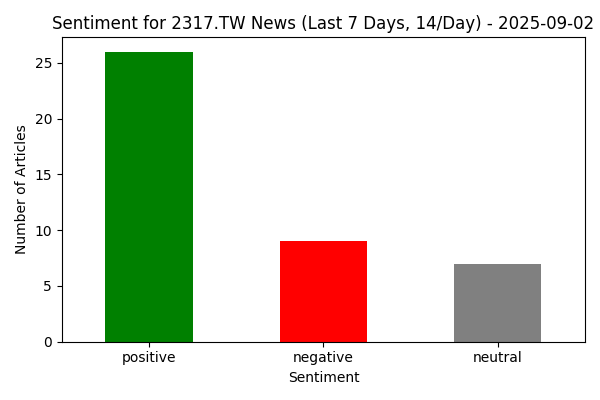 Sentiment for 2317.TW News (Last 7 Days, 14/Day) - 2025-09-02
Number of Articles
25
20
15
10
5
0
positive
negative
neutral
Sentiment